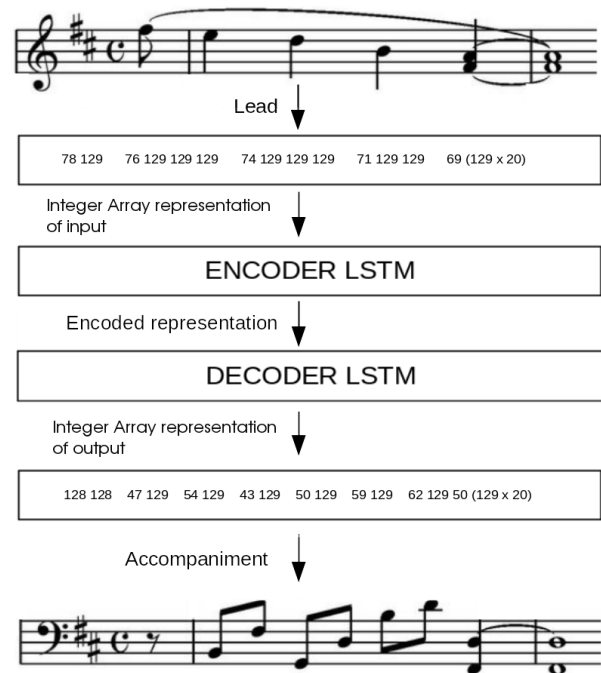 Lead
78 129 76 129 129 129 74 129 129 129 71 129 129 69 (129 x 20)
Integer Array representation
of input
ENCODER LSTM
Encoded representation
DECODER LSTM
Integer Array representation
of output
128 128 47 129 54 129 43 129 50 129 59 129 62 129 50 (129 x 20)
Accompaniment